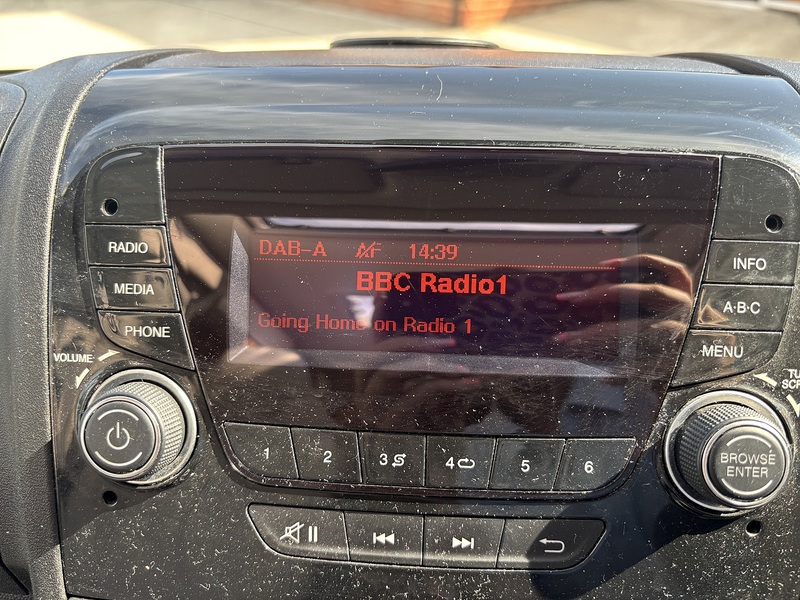 DAB-A AF 14:39
BBC Radio1
Going Home on Radio 1
RADIO
MEDIA
PHONE
VOLUME
INFO
A·B·C
MENU
BROWSE
ENTER
1 2 3 4 5 6